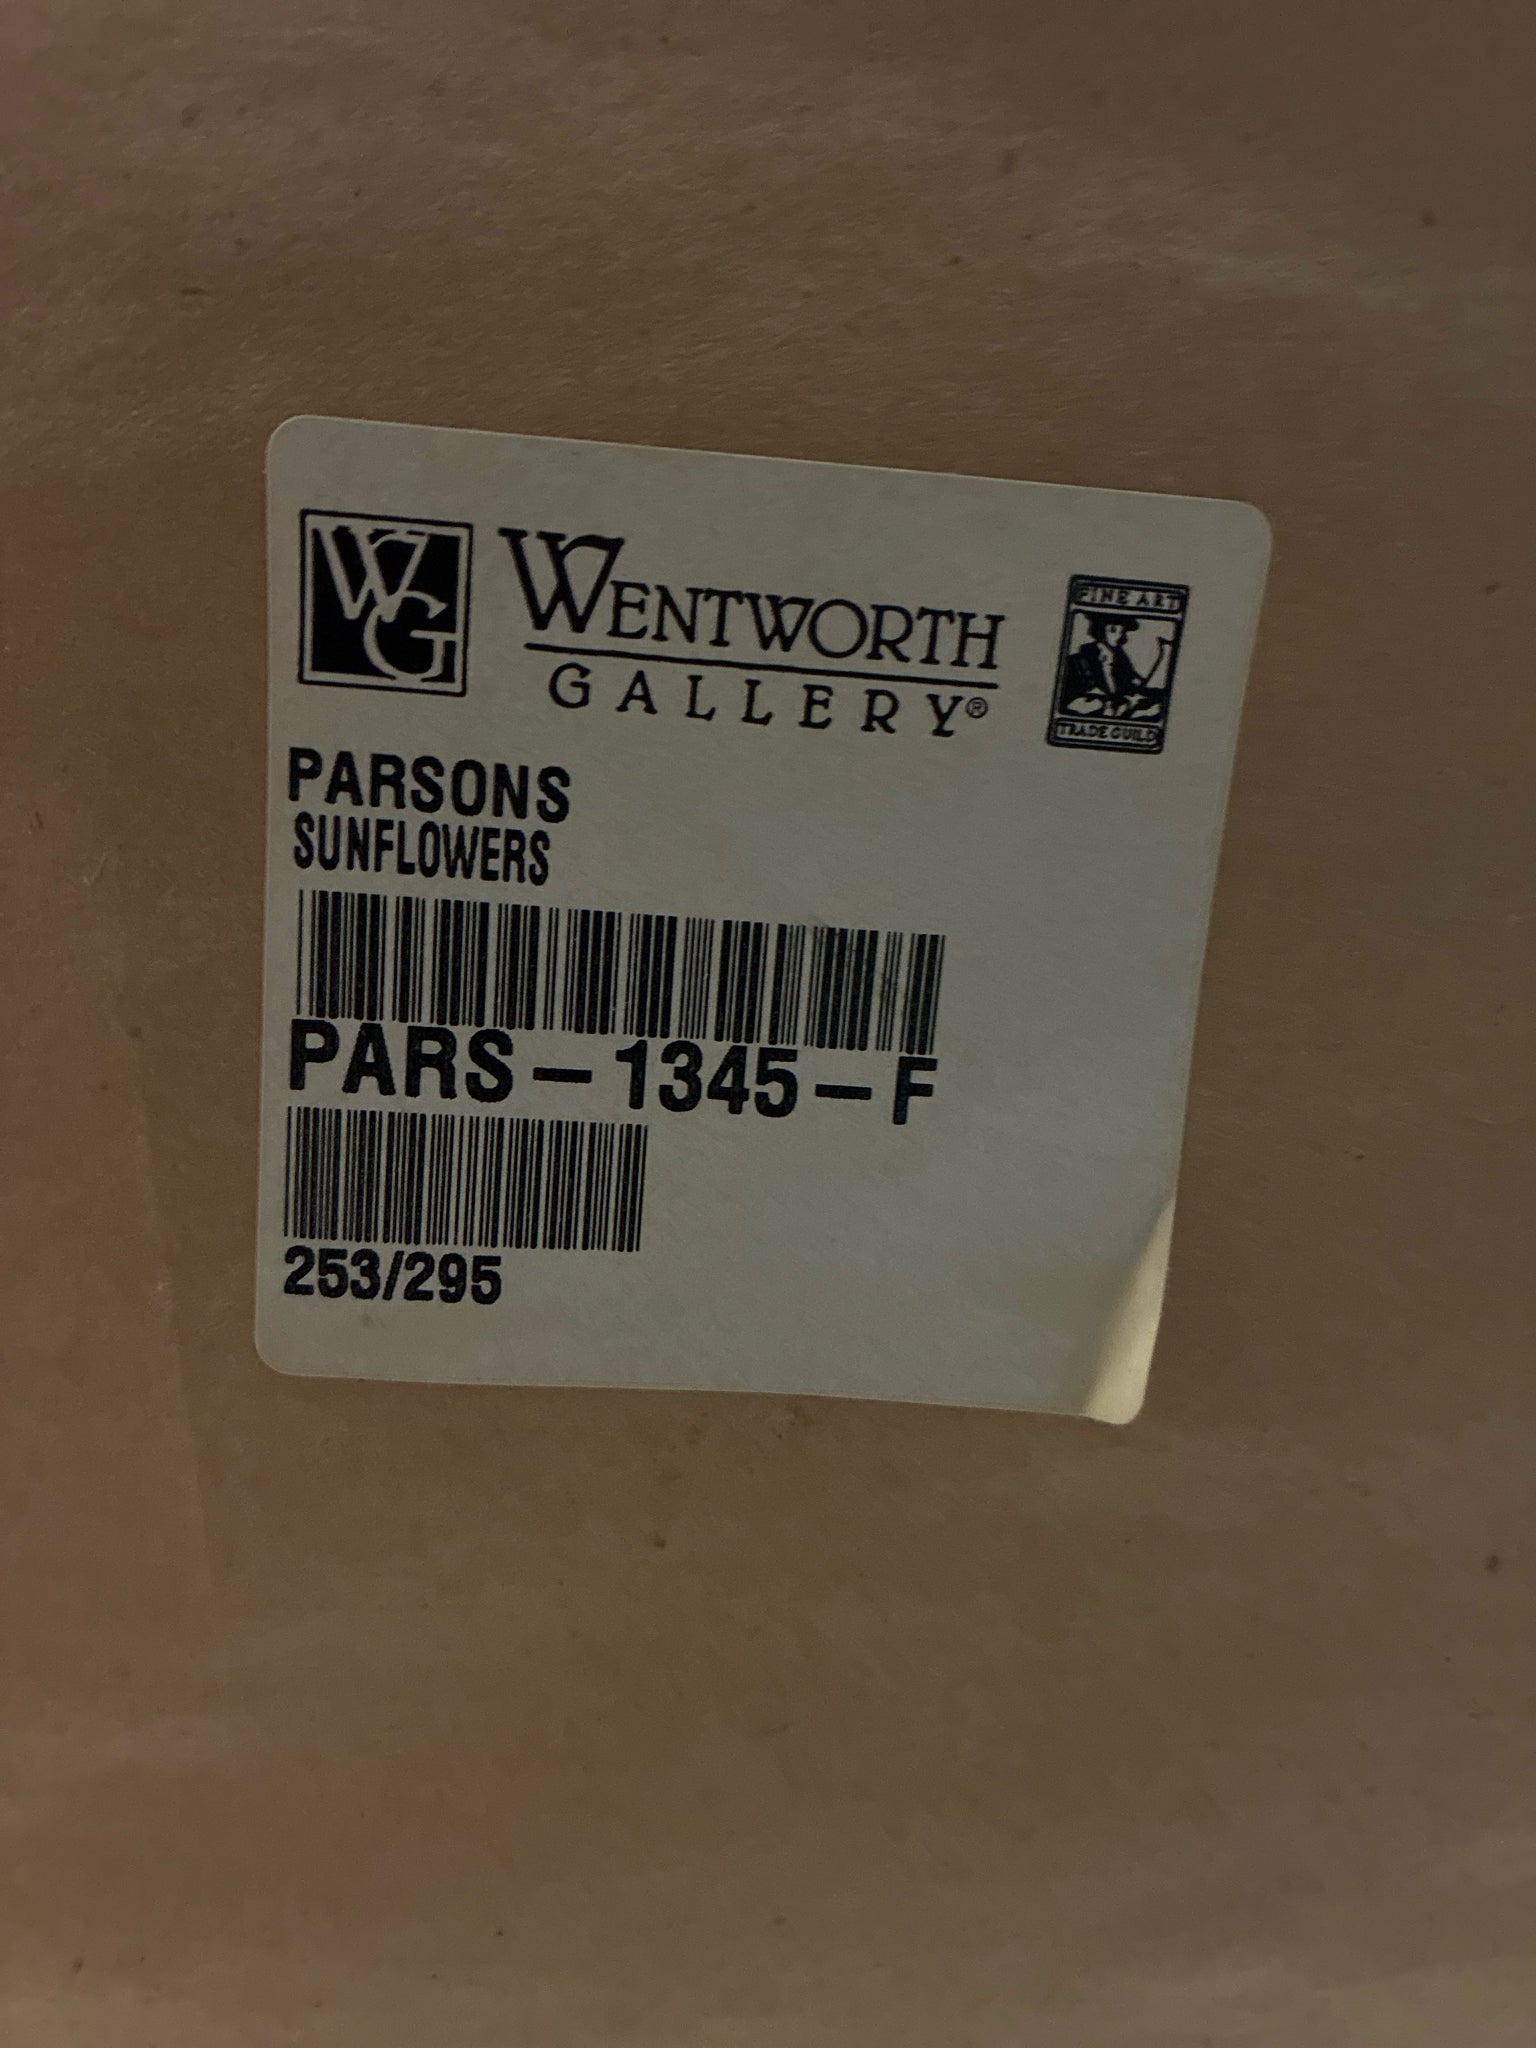 WG
WENTWORTH
GALLERY®
FINE ART
TRADE GUILD
PARSONS
SUNFLOWERS
PARS-1345-F
253/295